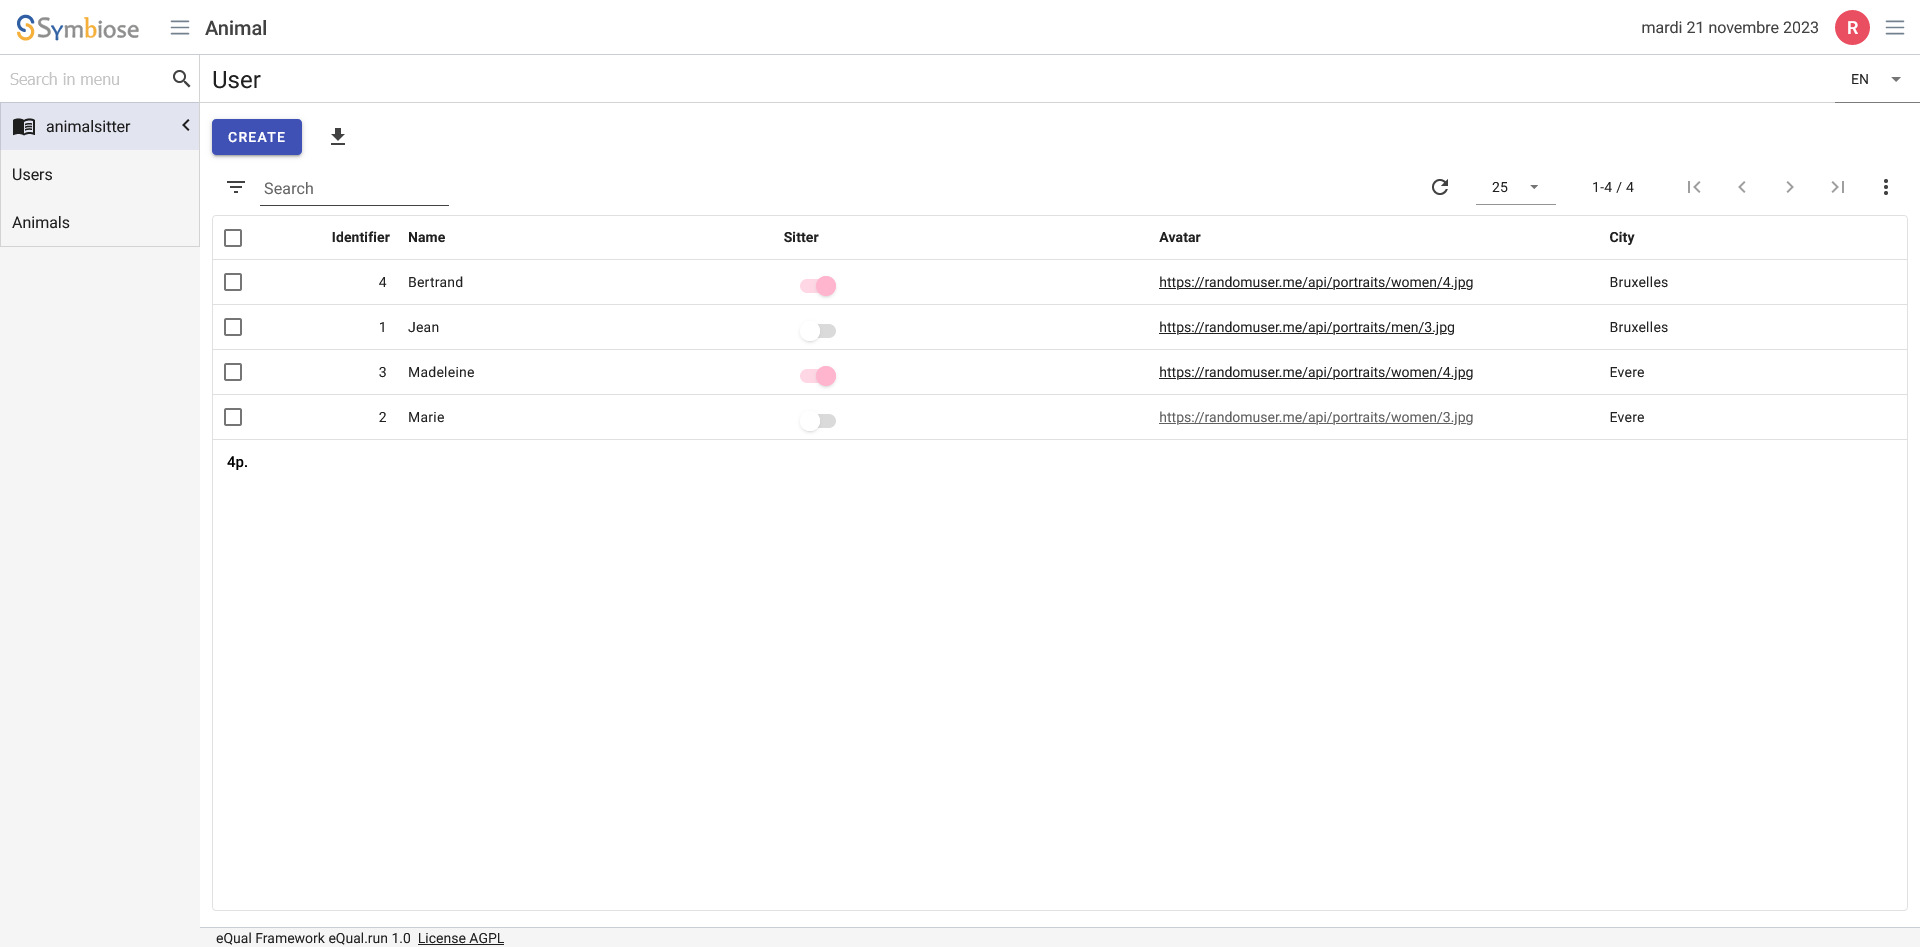 Symbiose Animal mardi 21 novembre 2023 R
Search in menu User EN
animalsitter CREATE
Users Search 25 1-4 / 4
Animals
Identifier Name Sitter Avatar City
4 Bertrand https://randomuser.me/api/portraits/women/4.jpg Bruxelles
1 Jean https://randomuser.me/api/portraits/men/3.jpg Bruxelles
3 Madeleine https://randomuser.me/api/portraits/women/4.jpg Evere
2 Marie https://randomuser.me/api/portraits/women/3.jpg Evere
4p.
eQual Framework eQual.run 1.0 License AGPL